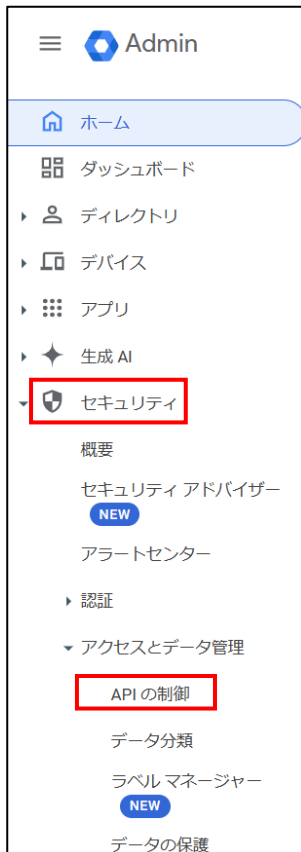 Admin
ホーム
ダッシュボード
ディレクトリ
デバイス
アプリ
生成 AI
セキュリティ
概要
セキュリティ アドバイザー
NEW
アラートセンター
認証
アクセスとデータ管理
API の制御
データ分類
ラベル マネージャー
NEW
データの保護